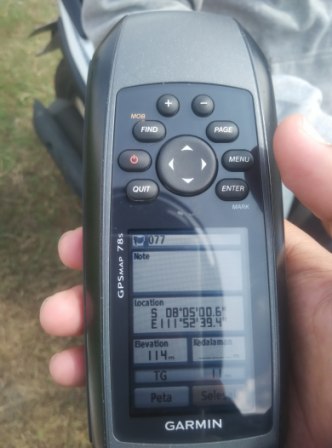 + −
MOB
FIND PAGE
MENU
QUIT ENTER
MARK
GPSMAP 78s
077
Note
Location
S 08°05'00.6"
E111°52'39.4"
Elevation Kedalaman
114m
TG
Peta
GARMIN